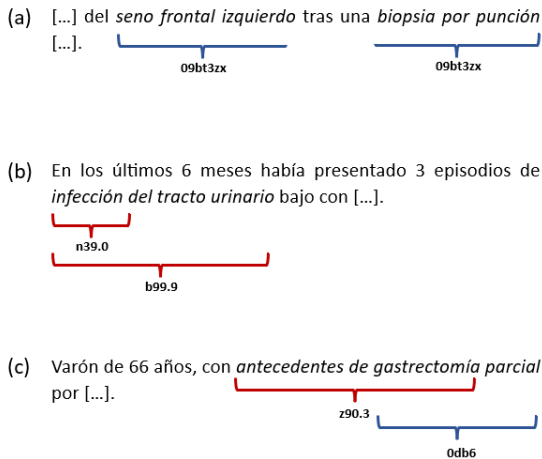 (a) [...] del seno frontal izquierdo tras una biopsia por punción
[...].
09bt3zx 09bt3zx
(b) En los últimos 6 meses había presentado 3 episodios de
infección del tracto urinario bajo con [...].
n39.0
b99.9
(c) Varón de 66 años, con antecedentes de gastrectomía parcial
por [...].
z90.3
0db6